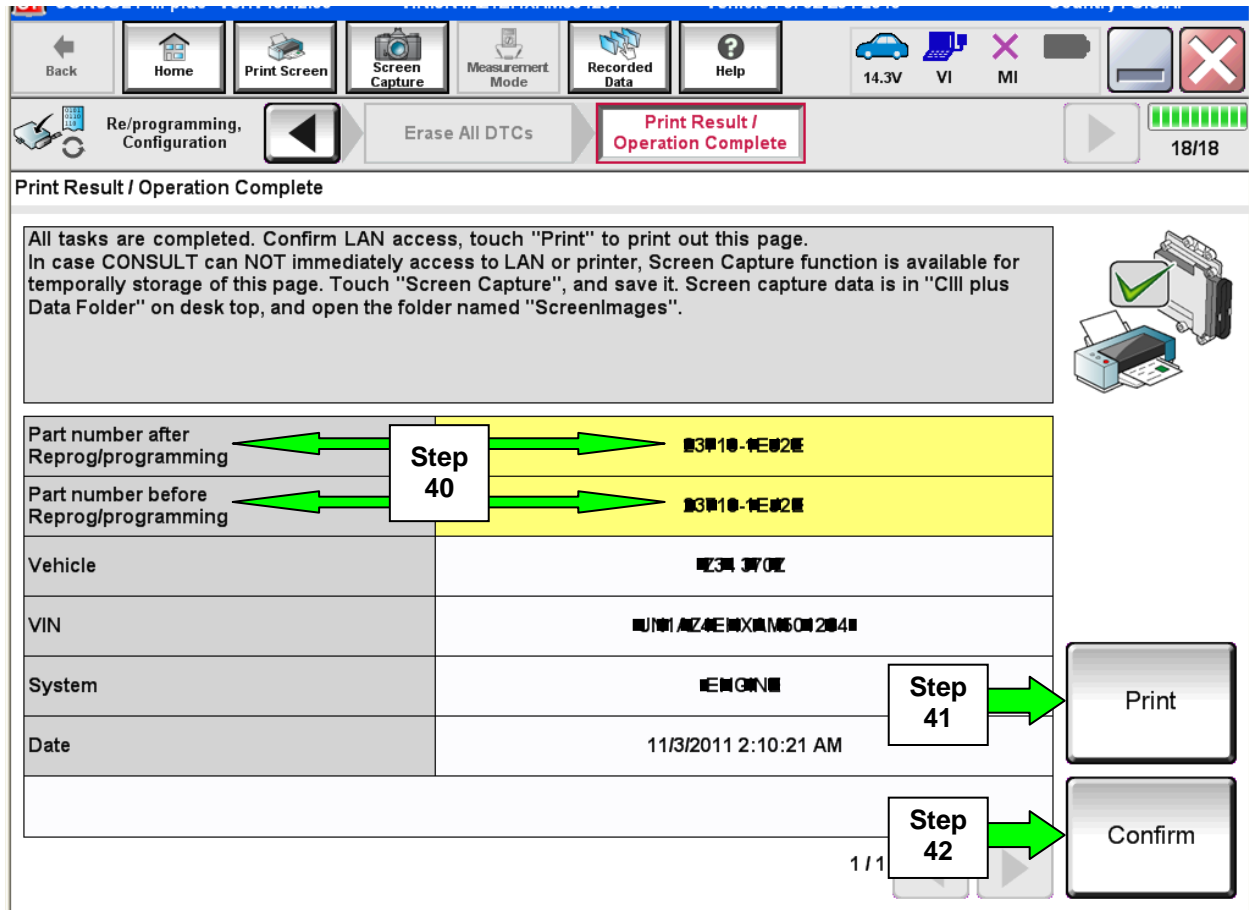 Back
Home
Print Screen
Screen
Capture
Measurement
Mode
Recorded
Data
Help
14.3V
VI
MI
Re/programming,
Configuration
Erase All DTCs
Print Result /
Operation Complete
18/18
Print Result / Operation Complete
All tasks are completed. Confirm LAN access, touch "Print" to print out this page.
In case CONSULT can NOT immediately access to LAN or printer, Screen Capture function is available for
temporally storage of this page. Touch "Screen Capture", and save it. Screen capture data is in "CIII plus
Data Folder" on desk top, and open the folder named "ScreenImages".
Part number after
Reprog/programming
Step
40
Part number before
Reprog/programming
Vehicle
VIN
System
Step
41
Print
Date
11/3/2011 2:10:21 AM
Step
42
Confirm
1 / 1